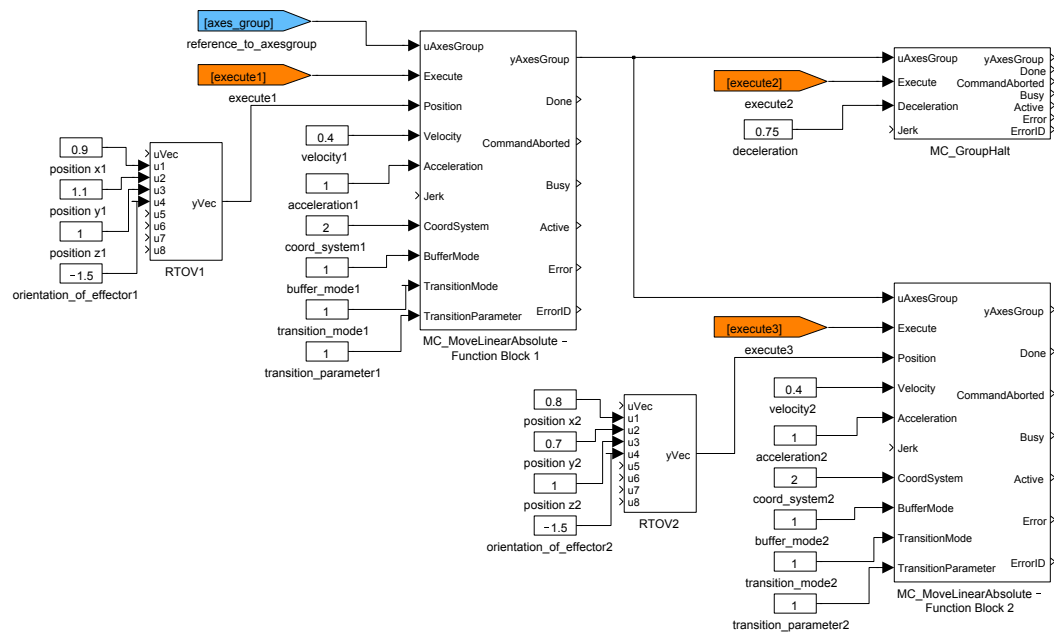 [axes_group]
reference_to_axesgroup
[execute1]
execute1
0.9
position x1
1.1
position y1
1
position z1
−1.5
orientation_of_effector1
uVec
u1
u2
u3
u4
u5
u6
u7
u8
yVec
RTOV1
0.4
velocity1
1
acceleration1
2
coord_system1
1
buffer_mode1
1
transition_mode1
1
transition_parameter1
uAxesGroup
Execute
Position
Velocity
Acceleration
Jerk
CoordSystem
BufferMode
TransitionMode
TransitionParameter
yAxesGroup
Done
CommandAborted
Busy
Active
Error
ErrorID
MC_MoveLinearAbsolute −
Function Block 1
[execute2]
execute2
0.75
deceleration
uAxesGroup
Execute
Deceleration
Jerk
yAxesGroup
Done
CommandAborted
Busy
Active
Error
ErrorID
MC_GroupHalt
[execute3]
execute3
0.8
position x2
0.7
position y2
1
position z2
−1.5
orientation_of_effector2
uVec
u1
u2
u3
u4
u5
u6
u7
u8
yVec
RTOV2
0.4
velocity2
1
acceleration2
2
coord_system2
1
buffer_mode2
1
transition_mode2
1
transition_parameter2
uAxesGroup
Execute
Position
Velocity
Acceleration
Jerk
CoordSystem
BufferMode
TransitionMode
TransitionParameter
yAxesGroup
Done
CommandAborted
Busy
Active
Error
ErrorID
MC_MoveLinearAbsolute −
Function Block 2